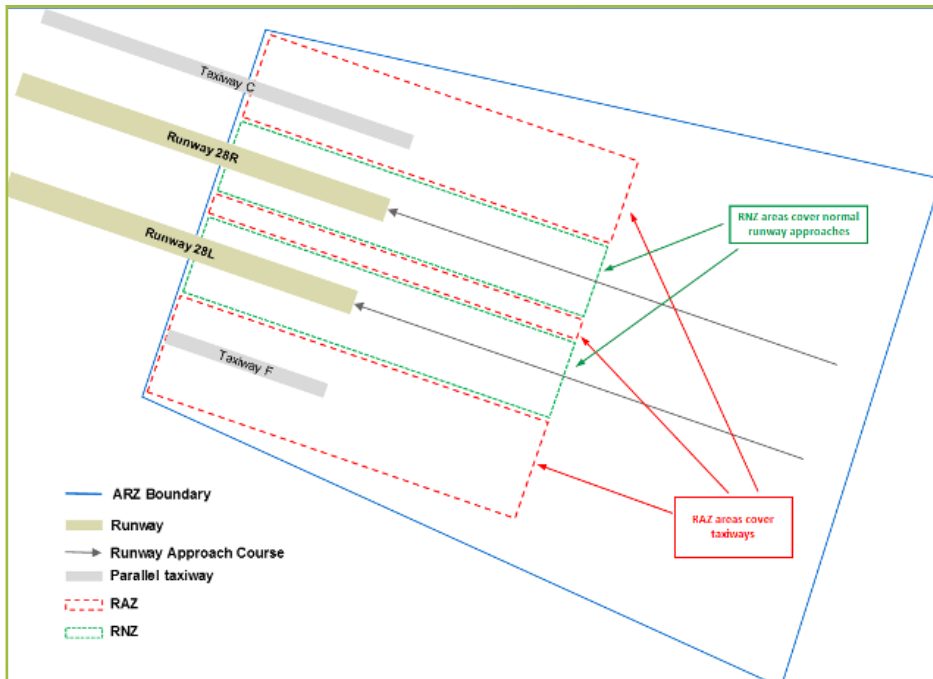 Taxiway C
Runway 28R
Runway 28L
Taxiway F
RNZ areas cover normal
runway approaches
RAZ areas cover
taxiways
ARZ Boundary
Runway
Runway Approach Course
Parallel taxiway
RAZ
RNZ